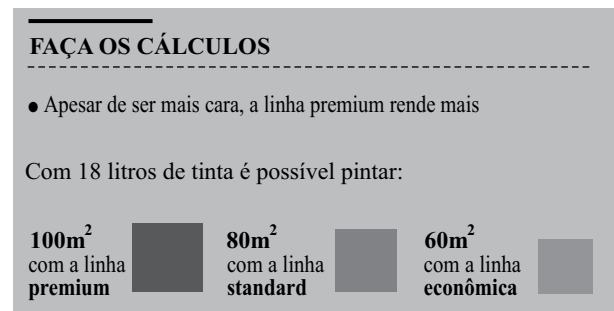 FAÇA OS CÁLCULOS
● Apesar de ser mais cara, a linha premium rende mais
Com 18 litros de tinta é possível pintar:
100m²
com a linha
premium
80m²
com a linha
standard
60m²
com a linha
econômica